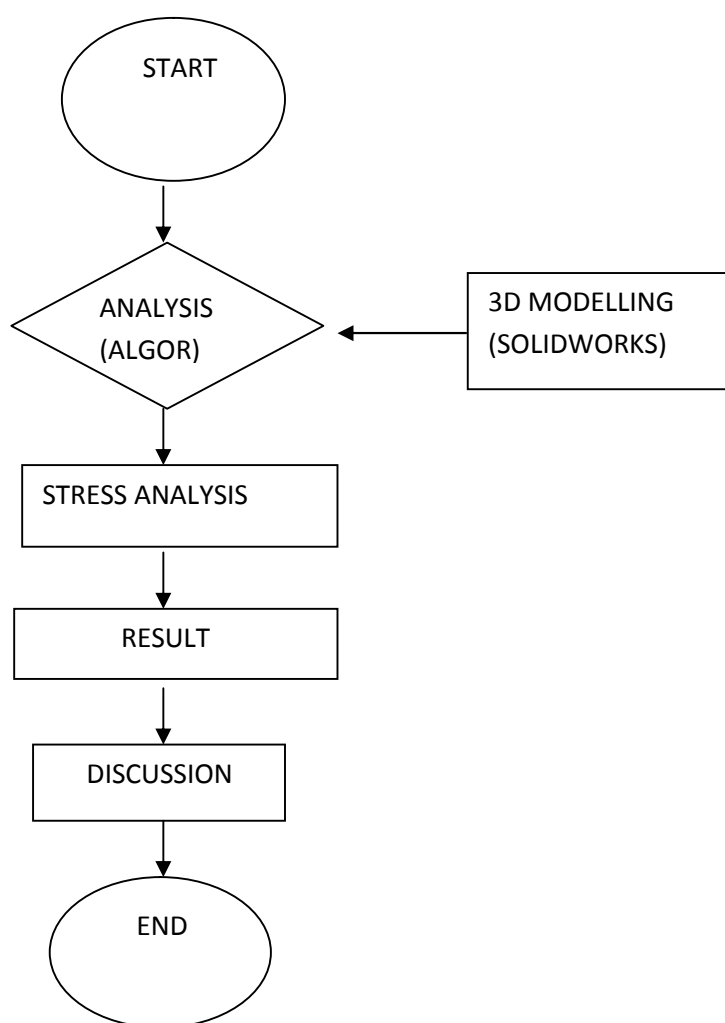 START
ANALYSIS
(ALGOR)
3D MODELLING
(SOLIDWORKS)
STRESS ANALYSIS
RESULT
DISCUSSION
END